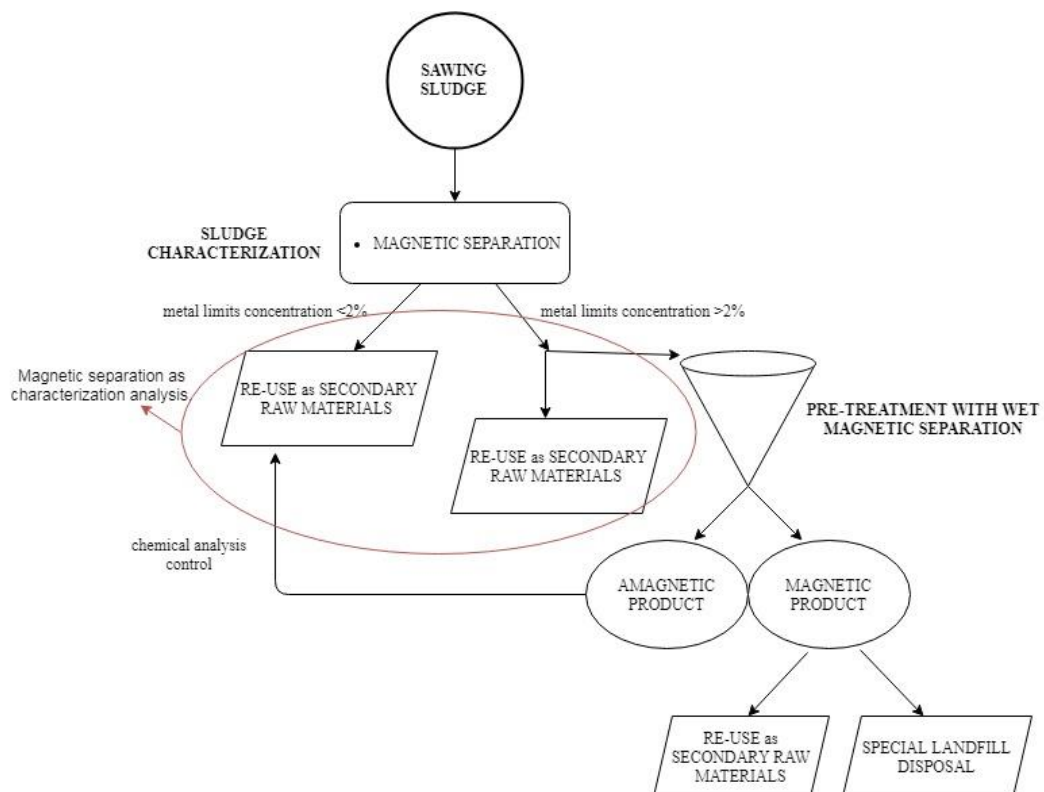 SAWING
SLUDGE
SLUDGE
CHARACTERIZATION
• MAGNETIC SEPARATION
metal limits concentration <2%
metal limits concentration >2%
Magnetic separation as
characterization analysis
RE-USE as SECONDARY
RAW MATERIALS
RE-USE as SECONDARY
RAW MATERIALS
PRE-TREATMENT WITH WET
MAGNETIC SEPARATION
chemical analysis
control
AMAGNETIC
PRODUCT
MAGNETIC
PRODUCT
RE-USE as
SECONDARY RAW
MATERIALS
SPECIAL LANDFILL
DISPOSAL